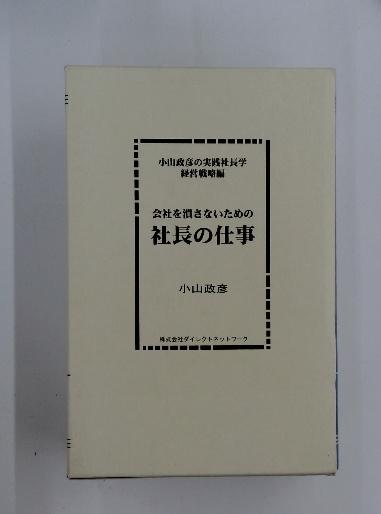 小山政彦の実践社長学
経営戦略編
会社を潰さないための
社長の仕事
小山政彦
株式会社ダイレクトネットワーク